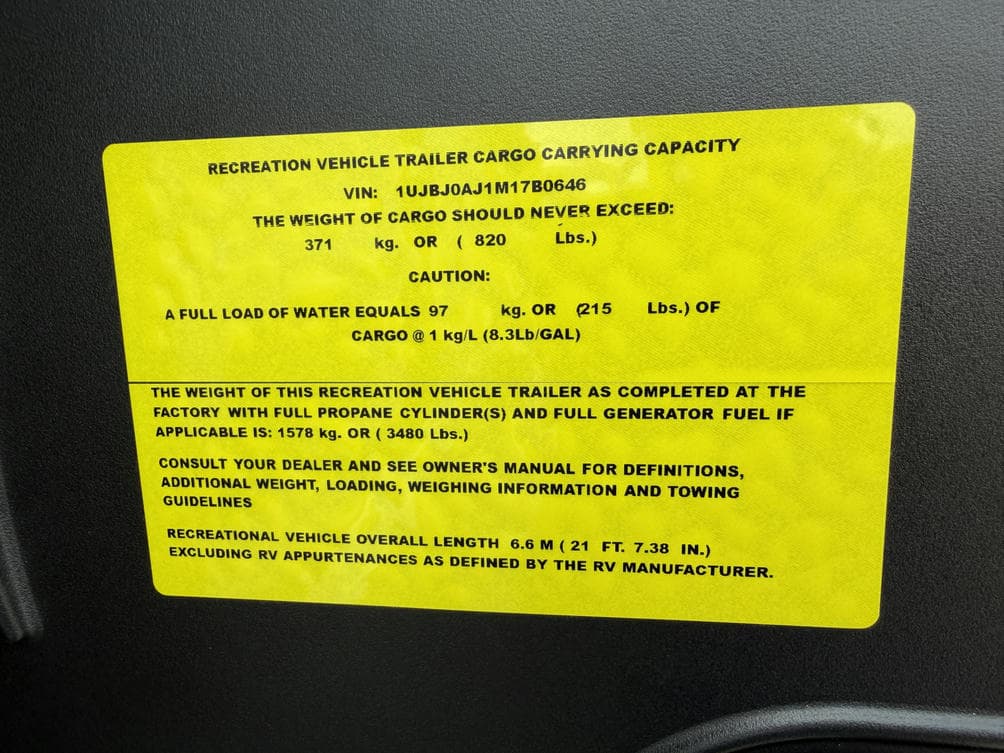 RECREATION VEHICLE TRAILER CARGO CARRYING CAPACITY
VIN: 1UJBJ0AJ1M17B0646
THE WEIGHT OF CARGO SHOULD NEVER EXCEED:
371 kg. OR ( 820 Lbs.)
CAUTION:
A FULL LOAD OF WATER EQUALS 97 kg. OR (215 Lbs.) OF
CARGO @ 1 kg/L (8.3Lb/GAL)
THE WEIGHT OF THIS RECREATION VEHICLE TRAILER AS COMPLETED AT THE
FACTORY WITH FULL PROPANE CYLINDER(S) AND FULL GENERATOR FUEL IF
APPLICABLE IS: 1578 kg. OR ( 3480 Lbs.)
CONSULT YOUR DEALER AND SEE OWNER'S MANUAL FOR DEFINITIONS,
ADDITIONAL WEIGHT, LOADING, WEIGHING INFORMATION AND TOWING
GUIDELINES
RECREATIONAL VEHICLE OVERALL LENGTH 6.6 M ( 21 FT. 7.38 IN.)
EXCLUDING RV APPURTENANCES AS DEFINED BY THE RV MANUFACTURER.